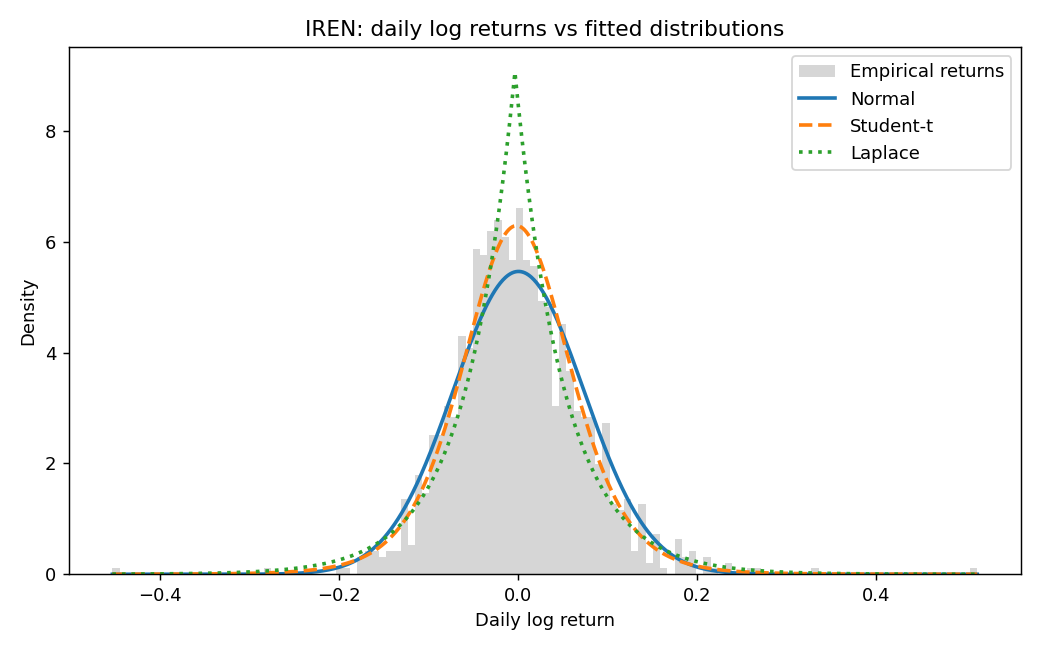 IREN: daily log returns vs fitted distributions
Empirical returns
Normal
Student-t
Laplace
Density
8
6
4
2
0
−0.4
−0.2
0.0
0.2
0.4
Daily log return